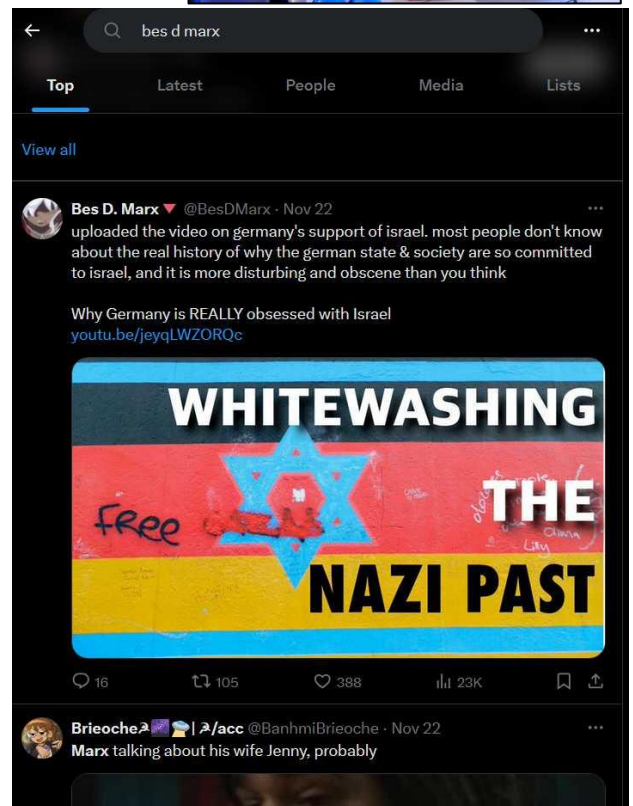 bes d marx
Top Latest People Media Lists
View all
Bes D. Marx🔻 @BesDMarx · Nov 22
uploaded the video on germany's support of israel. most people don't know
about the real history of why the german state & society are so committed
to israel, and it is more disturbing and obscene than you think
Why Germany is REALLY obsessed with Israel
youtu.be/jeyqLWZORQc
WHITEWASHING
THE
FREE
Diana
Lilly
NAZI PAST
16 105 388 23K
Brieoche☭ | ☭/acc @BanhmiBrieoche · Nov 22
Marx talking about his wife Jenny, probably